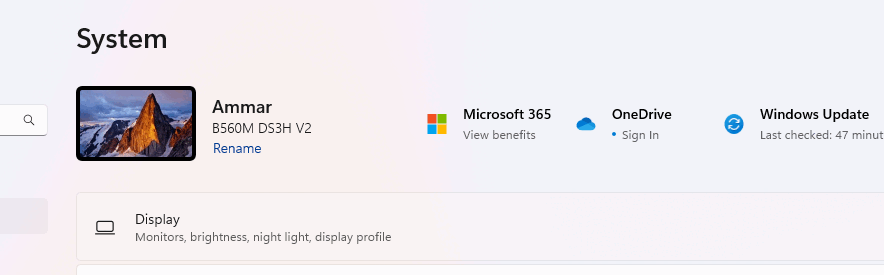 System
Ammar
B560M DS3H V2
Rename
Microsoft 365
View benefits
OneDrive
• Sign In
Windows Update
Last checked: 47 minut
Display
Monitors, brightness, night light, display profile